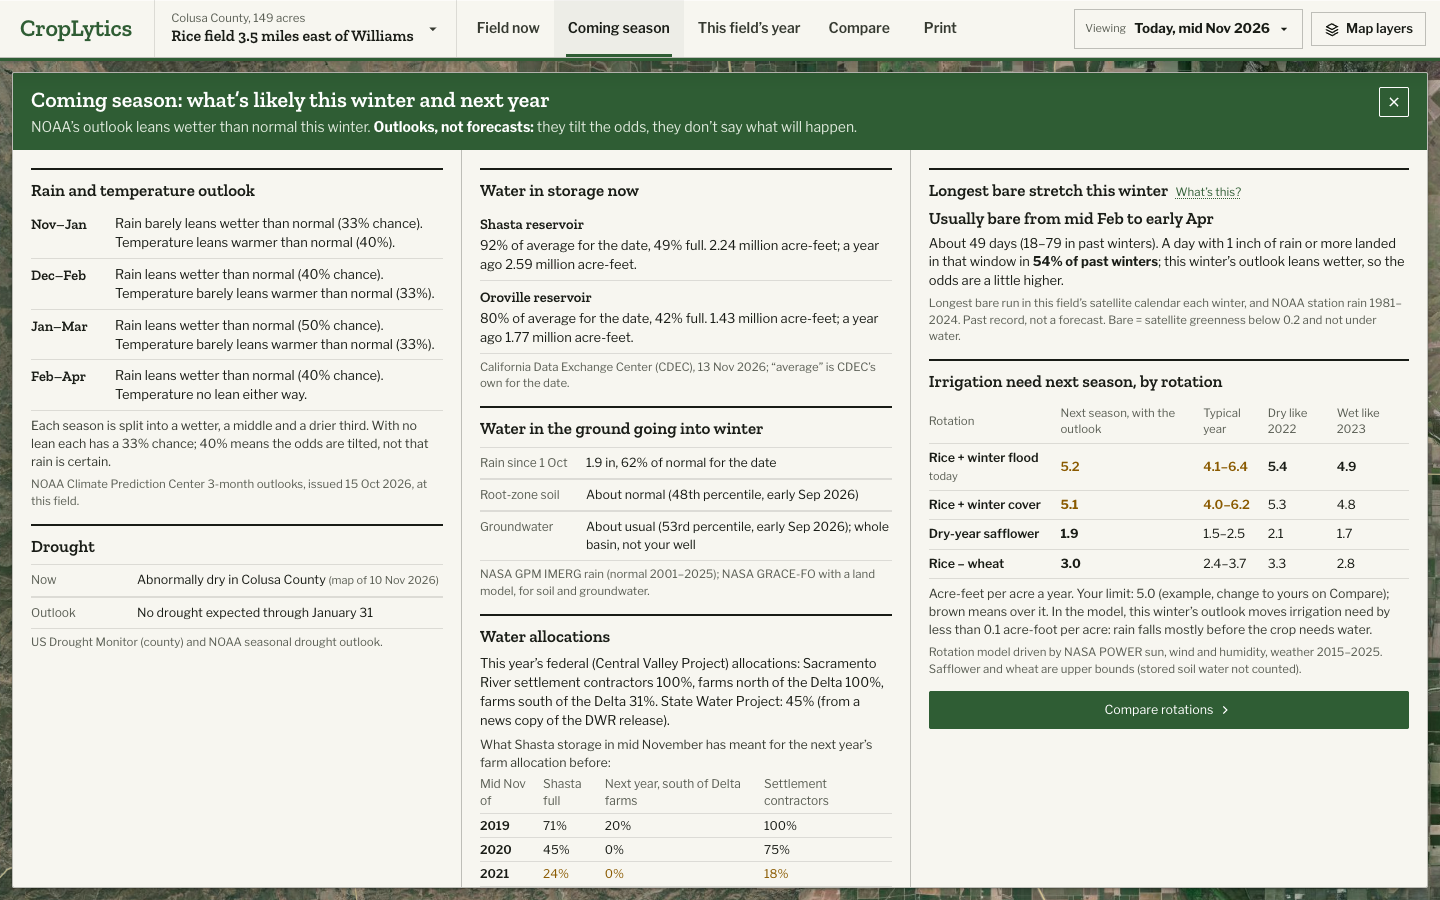 CropLytics
Colusa County, 149 acres
Rice field 3.5 miles east of Williams
Field now
Coming season
This field's year
Compare
Print
Viewing Today, mid Nov 2026
Map layers
Coming season: what's likely this winter and next year
NOAA's outlook leans wetter than normal this winter. Outlooks, not forecasts: they tilt the odds, they don't say what will happen.
Rain and temperature outlook
Nov–Jan
Rain barely leans wetter than normal (33% chance).
Temperature leans warmer than normal (40%).
Dec–Feb
Rain leans wetter than normal (40% chance).
Temperature barely leans warmer than normal (33%).
Jan–Mar
Rain leans wetter than normal (50% chance).
Temperature barely leans warmer than normal (33%).
Feb–Apr
Rain leans wetter than normal (40% chance).
Temperature no lean either way.
Each season is split into a wetter, a middle and a drier third. With no
lean each has a 33% chance; 40% means the odds are tilted, not that
rain is certain.
NOAA Climate Prediction Center 3-month outlooks, issued 15 Oct 2026, at
this field.
Drought
Now Abnormally dry in Colusa County (map of 10 Nov 2026)
Outlook No drought expected through January 31
US Drought Monitor (county) and NOAA seasonal drought outlook.
Water in storage now
Shasta reservoir
92% of average for the date, 49% full. 2.24 million acre-feet; a year
ago 2.59 million acre-feet.
Oroville reservoir
80% of average for the date, 42% full. 1.43 million acre-feet; a year
ago 1.77 million acre-feet.
California Data Exchange Center (CDEC), 13 Nov 2026; “average” is CDEC's
own for the date.
Water in the ground going into winter
Rain since 1 Oct 1.9 in, 62% of normal for the date
Root-zone soil About normal (48th percentile, early Sep 2026)
Groundwater About usual (53rd percentile, early Sep 2026); whole
basin, not your well
NASA GPM IMERG rain (normal 2001–2025); NASA GRACE-FO with a land
model, for soil and groundwater.
Water allocations
This year's federal (Central Valley Project) allocations: Sacramento
River settlement contractors 100%, farms north of the Delta 100%,
farms south of the Delta 31%. State Water Project: 45% (from a
news copy of the DWR release).
What Shasta storage in mid November has meant for the next year's
farm allocation before:
Mid Nov of Shasta full Next year, south of Delta farms Settlement contractors
2019 71% 20% 100%
2020 45% 0% 75%
2021 24% 0% 18%
Longest bare stretch this winter What's this?
Usually bare from mid Feb to early Apr
About 49 days (18–79 in past winters). A day with 1 inch of rain or more landed
in that window in 54% of past winters; this winter's outlook leans wetter, so the
odds are a little higher.
Longest bare run in this field's satellite calendar each winter, and NOAA station rain 1981–
2024. Past record, not a forecast. Bare = satellite greenness below 0.2 and not under
water.
Irrigation need next season, by rotation
Rotation Next season, with the outlook Typical year Dry like 2022 Wet like 2023
Rice + winter flood today 5.2 4.1–6.4 5.4 4.9
Rice + winter cover 5.1 4.0–6.2 5.3 4.8
Dry-year safflower 1.9 1.5–2.5 2.1 1.7
Rice – wheat 3.0 2.4–3.7 3.3 2.8
Acre-feet per acre a year. Your limit: 5.0 (example, change to yours on Compare);
brown means over it. In the model, this winter's outlook moves irrigation need by
less than 0.1 acre-foot per acre: rain falls mostly before the crop needs water.
Rotation model driven by NASA POWER sun, wind and humidity, weather 2015–2025.
Safflower and wheat are upper bounds (stored soil water not counted).
Compare rotations